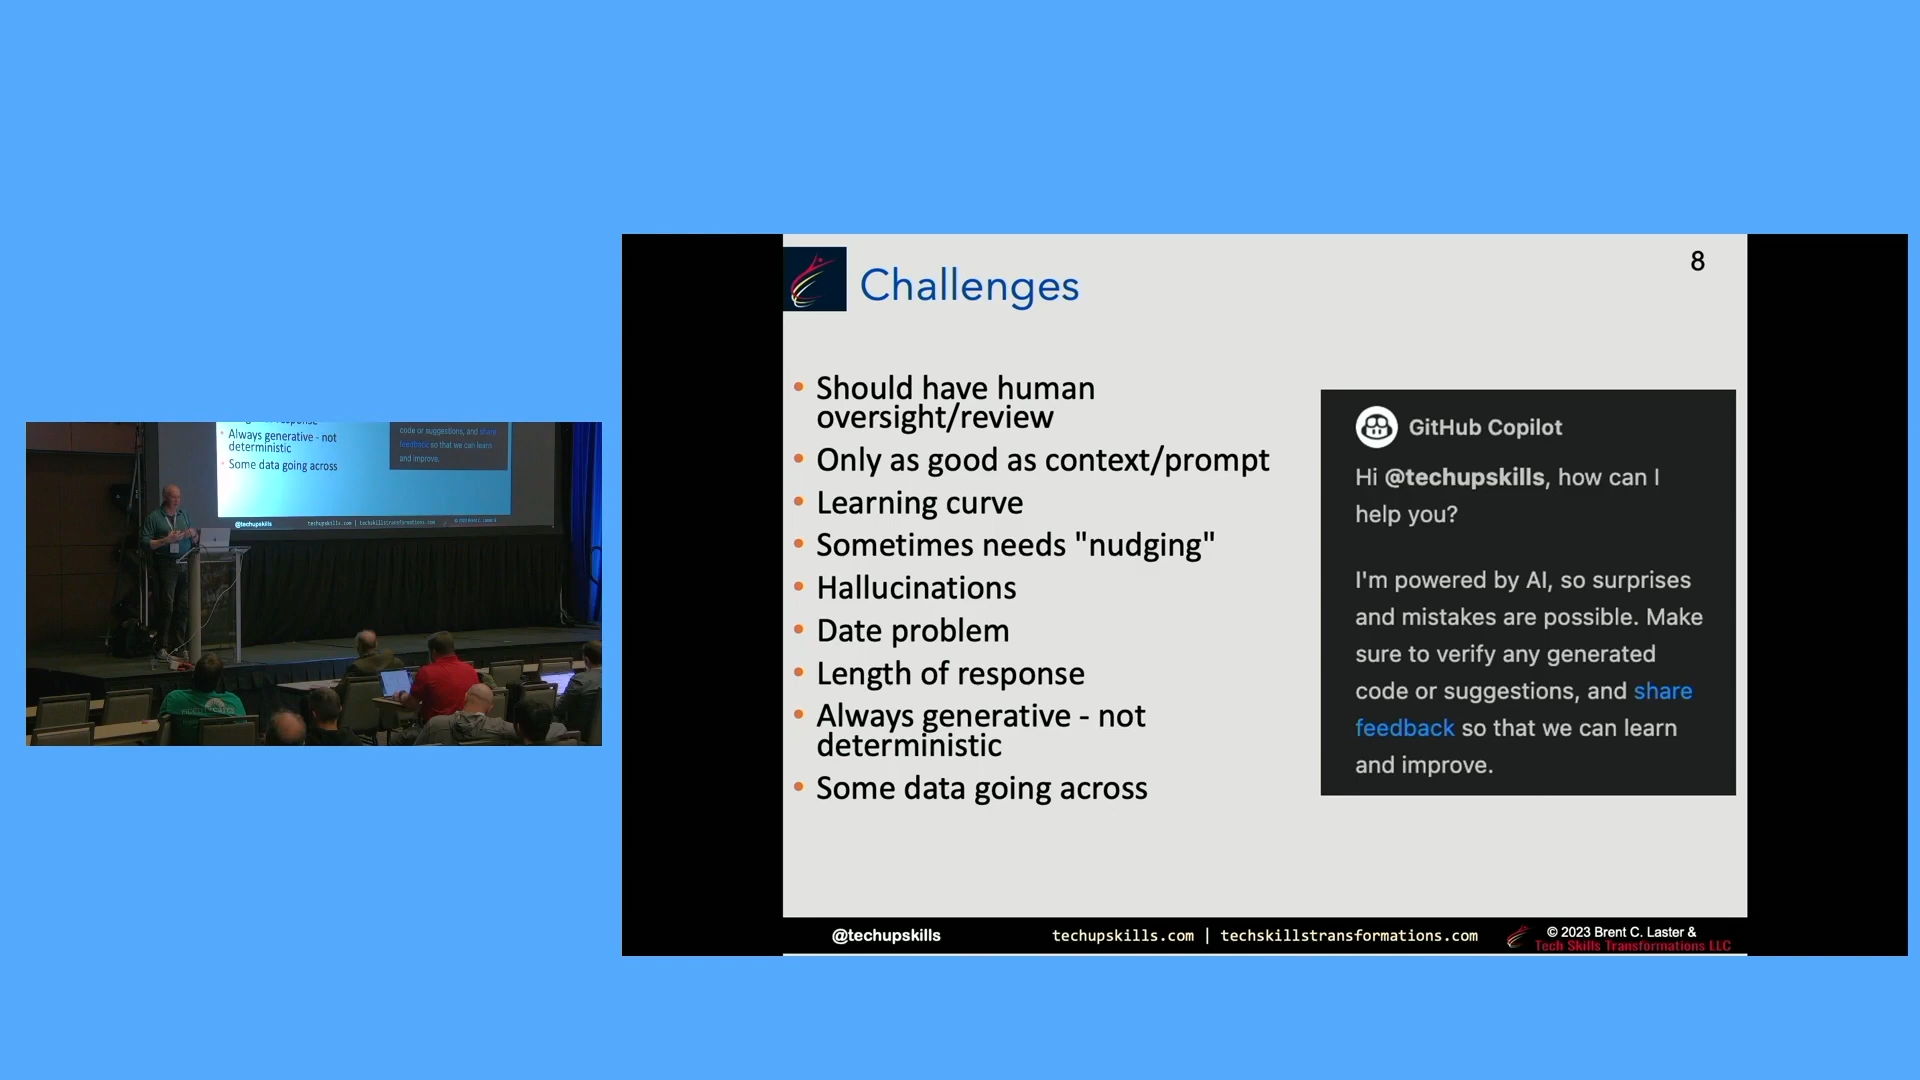 Always generative - not
deterministic
Some data going across
code or suggestions, and share
feedback so that we can learn
and improve.
@techupskills
techupskills.com | techskillstransformations.com
Challenges
8
• Should have human
oversight/review
• Only as good as context/prompt
• Learning curve
• Sometimes needs "nudging"
• Hallucinations
• Date problem
• Length of response
• Always generative - not
deterministic
• Some data going across
GitHub Copilot
Hi @techupskills, how can I
help you?
I'm powered by AI, so surprises
and mistakes are possible. Make
sure to verify any generated
code or suggestions, and share
feedback so that we can learn
and improve.
@techupskills
techupskills.com | techskillstransformations.com
© 2023 Brent C. Laster &
Tech Skills Transformations LLC